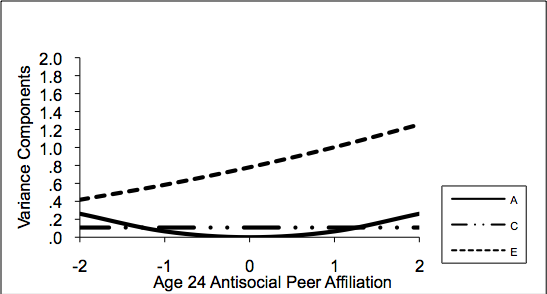 Variance Components
2.0
1.8
1.6
1.4
1.2
1.0
.8
.6
.4
.2
.0
-2 -1 0 1 2
Age 24 Antisocial Peer Affiliation
A
C
E